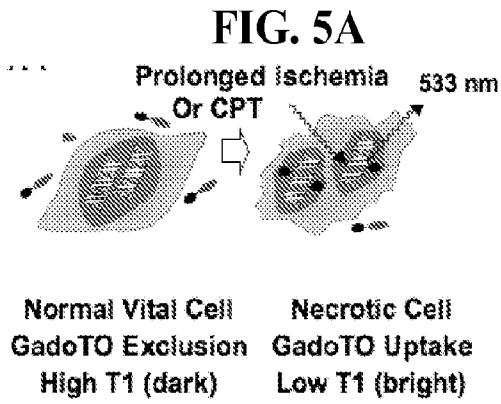 FIG. 5A
Prolonged Ischemia
Or CPT
533 nm
Normal Vital Cell
GadoTO Exclusion
High T1 (dark)
Necrotic Cell
GadoTO Uptake
Low T1 (bright)